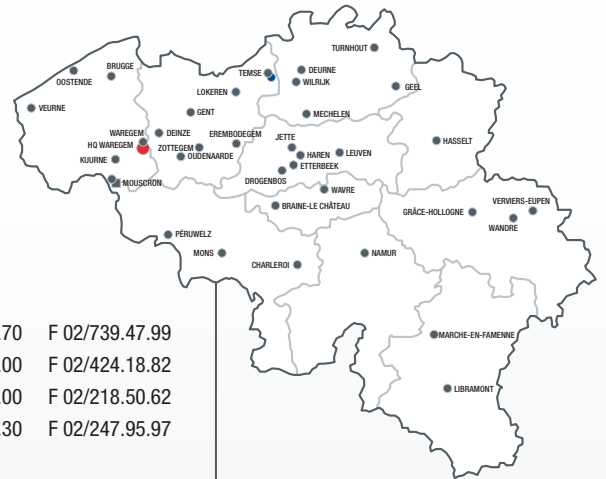 TURNHOUT
BRUGGE
OOSTENDE
TEMSE
DEURNE
WILRIJK
LOKEREN
GEEL
VEURNE
GENT
MECHELEN
WAREGEM
DEINZE
EREMBODEGEM
JETTE
HASSELT
HQ WAREGEM
ZOTTEGEM
HAREN
LEUVEN
KUURNE
OUDENAARDE
ETTERBEEK
DROGENBOS
MOUSCRON
WAVRE
BRAINE-LE CHÂTEAU
GRÂCE-HOLLOGNE
VERVIERS-EUPEN
WANDRE
PÉRUWELZ
MONS
CHARLEROI
NAMUR
.70 F 02/739.47.99
MARCHE-EN-FAMENNE
.00 F 02/424.18.82
LIBRAMONT
.00 F 02/218.50.62
.30 F 02/247.95.97